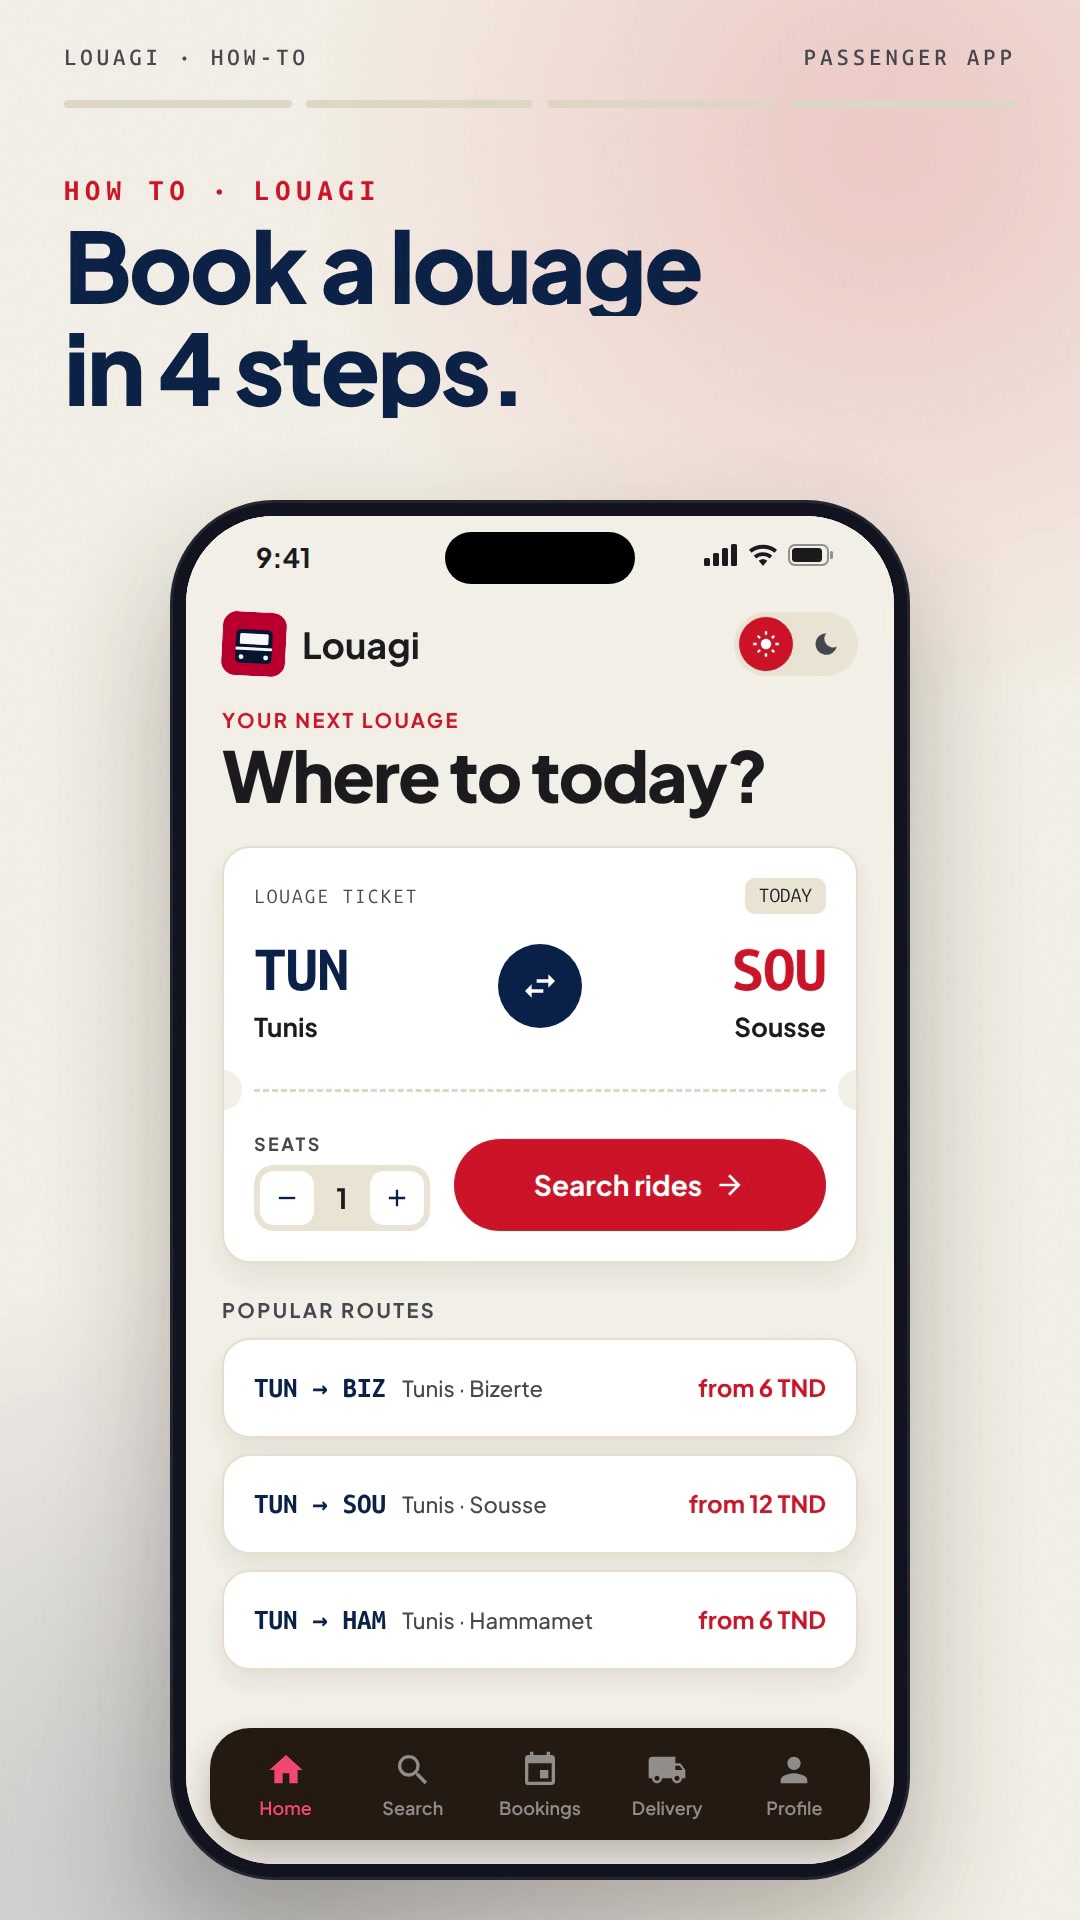 LOUAGI · HOW-TO
PASSENGER APP
HOW TO · LOUAGI
Book a louage
in 4 steps.
9:41
Louagi
YOUR NEXT LOUAGE
Where to today?
LOUAGE TICKET
TODAY
TUN
SOU
Tunis
Sousse
SEATS
− 1 +
Search rides →
POPULAR ROUTES
TUN → BIZ Tunis · Bizerte from 6 TND
TUN → SOU Tunis · Sousse from 12 TND
TUN → HAM Tunis · Hammamet from 6 TND
Home Search Bookings Delivery Profile